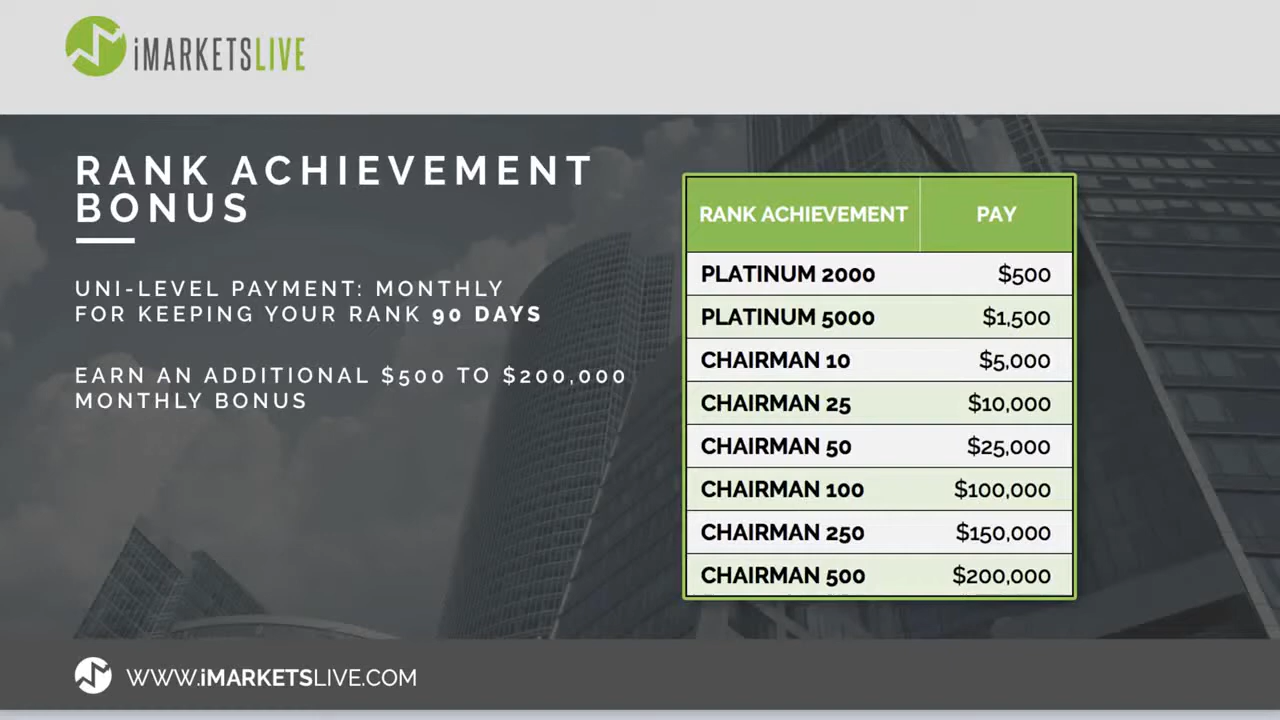 iMARKETSLIVE
RANK ACHIEVEMENT
BONUS
UNI-LEVEL PAYMENT: MONTHLY
FOR KEEPING YOUR RANK 90 DAYS
EARN AN ADDITIONAL $500 TO $200,000
MONTHLY BONUS
RANK ACHIEVEMENT PAY
PLATINUM 2000 $500
PLATINUM 5000 $1,500
CHAIRMAN 10 $5,000
CHAIRMAN 25 $10,000
CHAIRMAN 50 $25,000
CHAIRMAN 100 $100,000
CHAIRMAN 250 $150,000
CHAIRMAN 500 $200,000
WWW.iMARKETSLIVE.COM